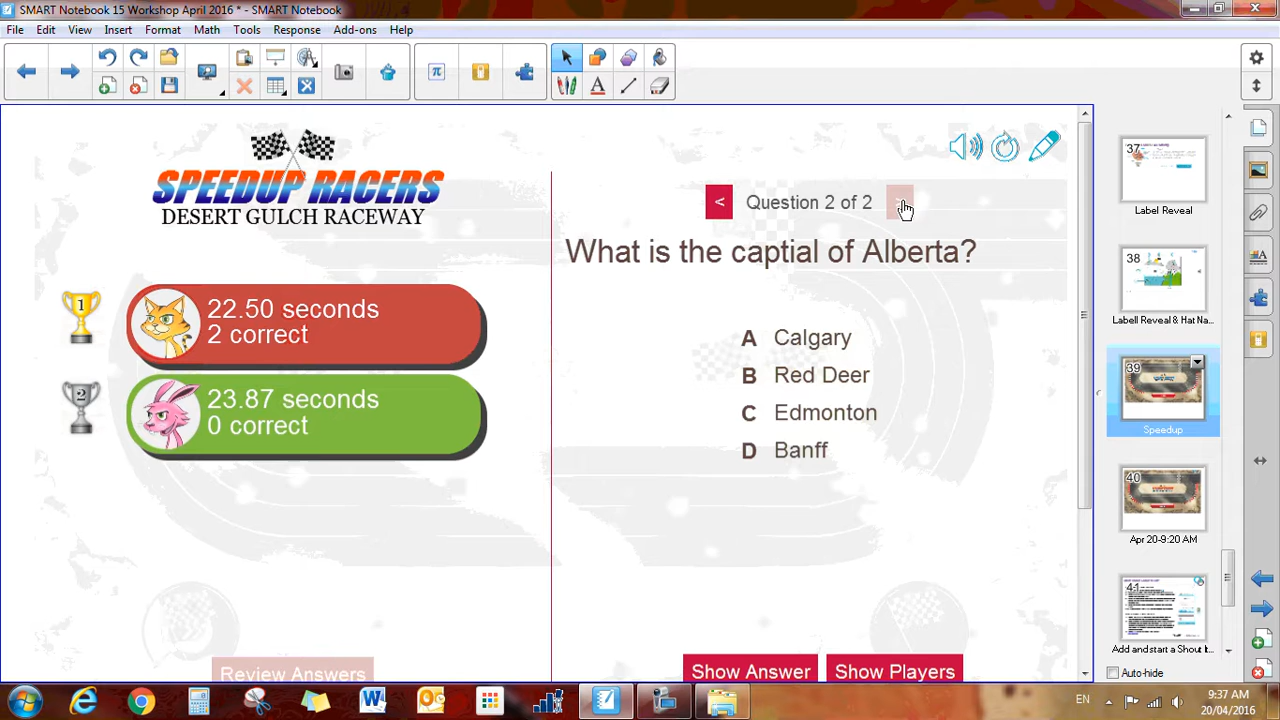 SMART Notebook 15 Workshop April 2016 * - SMART Notebook
File Edit View Insert Format Math Tools Response Add-ons Help
SPEEDUP RACERS
DESERT GULCH RACEWAY
< Question 2 of 2
What is the captial of Alberta?
A Calgary
B Red Deer
C Edmonton
D Banff
1
22.50 seconds
2 correct
2
23.87 seconds
0 correct
Review Answers
Show Answer Show Players
37
Label Reveal
38
Labell Reveal & Hat Na...
39
Speedup
40
Apr 20-9:20 AM
41
Add and start a Shout It...
Auto-hide
EN
9:37 AM
20/04/2016